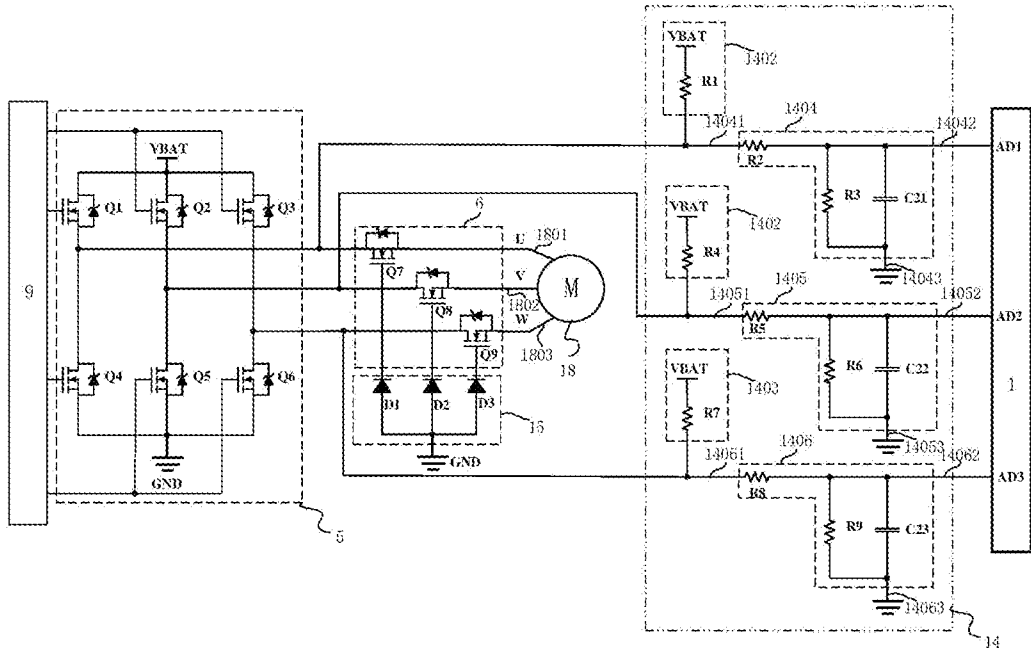 VBAT
1402
R1
14041
1404
14042
AD1
R2
R3
C21
14043
9
VBAT
Q1
Q2
Q3
6
U
1801
Q7
V
1802
M
Q8
W
1803
18
Q9
VBAT
1402
R4
14051
1405
14052
AD2
R5
R6
C22
14053
1
Q4
Q5
Q6
GND
5
D1
D2
D3
GND
VBAT
1403
R7
14061
1406
14062
AD3
R8
R9
C23
14063
14